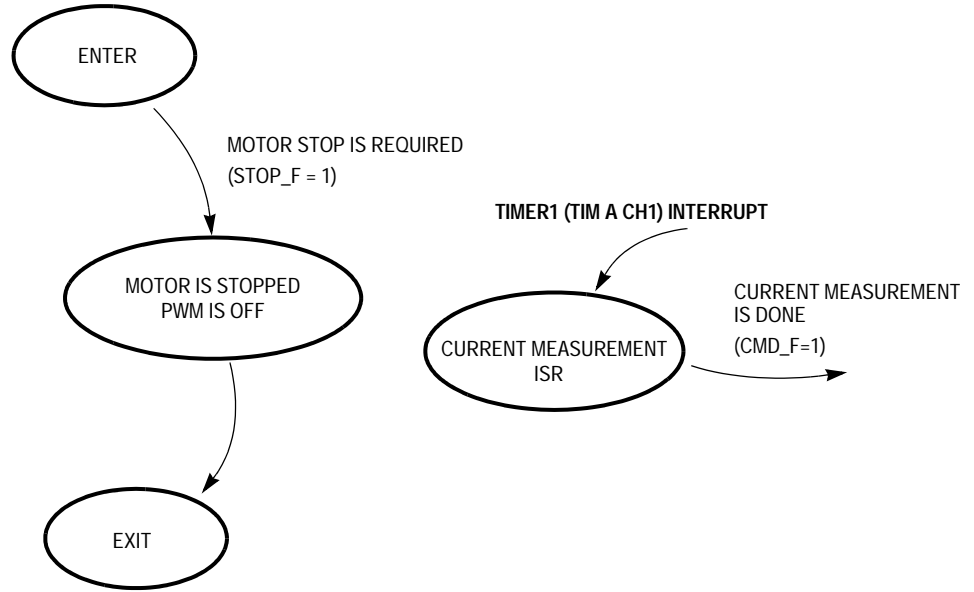 ENTER
MOTOR STOP IS REQUIRED
(STOP_F = 1)
TIMER1 (TIM A CH1) INTERRUPT
MOTOR IS STOPPED
PWM IS OFF
CURRENT MEASUREMENT
IS DONE
(CMD_F=1)
CURRENT MEASUREMENT
ISR
EXIT